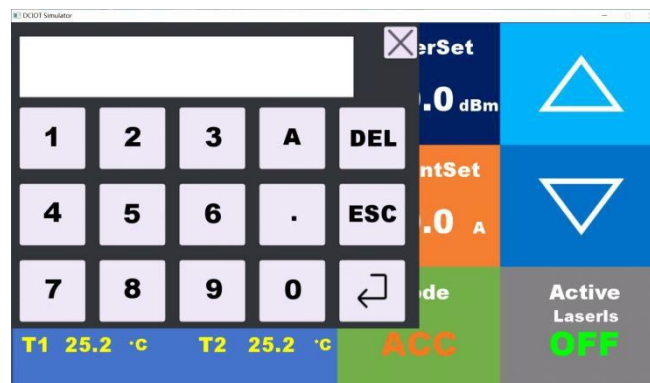 DCIOT Simulator
erSet
.0 dBm
1 2 3 A DEL
ntSet
4 5 6 . ESC
.0 A
7 8 9 0
de
Active
LaserIs
T1 25.2 °C T2 25.2 °C
ACC
OFF